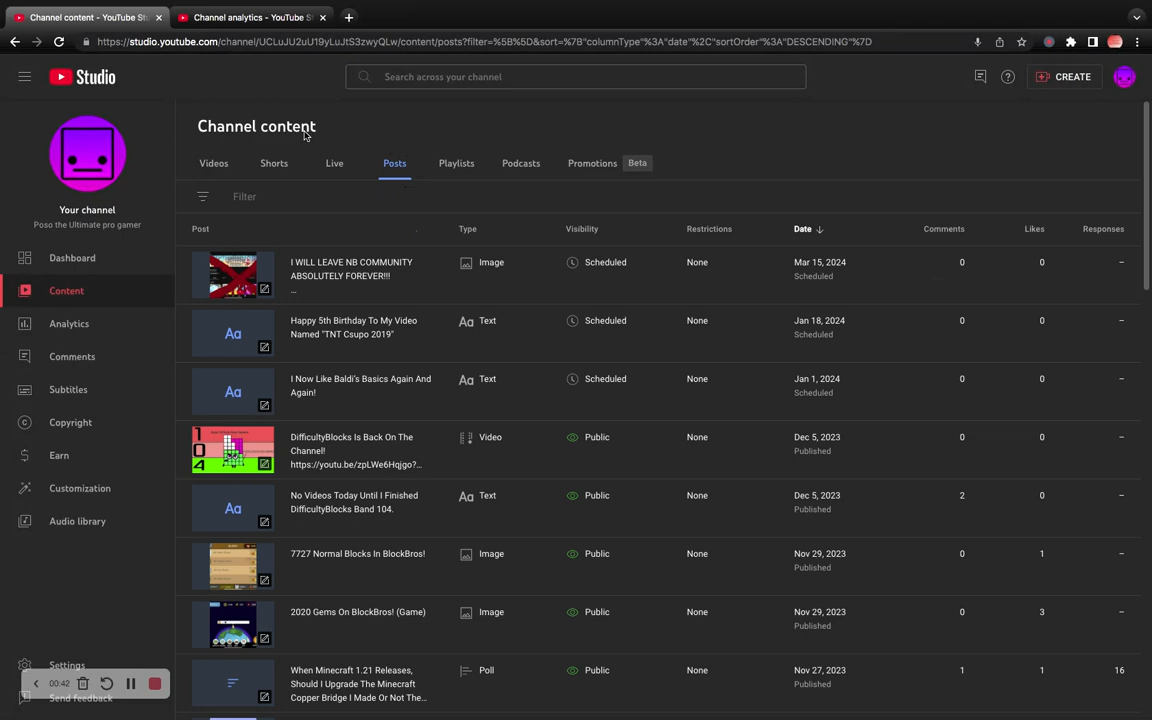 Channel content - YouTube St
Channel analytics - YouTube S
https://studio.youtube.com/channel/UCLuJU2uU19yLuJtS3zwyQLw/content/posts?filter=%5B%5D&sort=%7B"columnType"%3A"date"%2C"sortOrder"%3A"DESCENDING"%7D
Studio
Search across your channel
CREATE
Channel content
Videos Shorts Live Posts Playlists Podcasts Promotions Beta
Filter
Your channel
Poso the Ultimate pro gamer
Dashboard
Content
Analytics
Comments
Subtitles
Copyright
Earn
Customization
Audio library
Settings
00:42
Send feedback
Post Type Visibility Restrictions Date Comments Likes Responses
I WILL LEAVE NB COMMUNITY Image Scheduled None Mar 15, 2024 0 0 –
ABSOLUTELY FOREVER!!! Scheduled
...
Aa Happy 5th Birthday To My Video Aa Text Scheduled None Jan 18, 2024 0 0 –
Named "TNT Csupo 2019" Scheduled
Aa I Now Like Baldi's Basics Again And Aa Text Scheduled None Jan 1, 2024 0 0 –
Again! Scheduled
104 DifficultyBlocks Is Back On The Video Public None Dec 5, 2023 0 0 –
Channel! Published
https://youtu.be/zpLWe6Hqjgo?...
Aa No Videos Today Until I Finished Aa Text Public None Dec 5, 2023 2 0 –
DifficultyBlocks Band 104. Published
7727 Normal Blocks In BlockBros! Image Public None Nov 29, 2023 0 1 –
Published
2020 Gems On BlockBros! (Game) Image Public None Nov 29, 2023 0 3 –
Published
When Minecraft 1.21 Releases, Poll Public None Nov 27, 2023 1 1 16
Should I Upgrade The Minecraft Published
Copper Bridge I Made Or Not The...